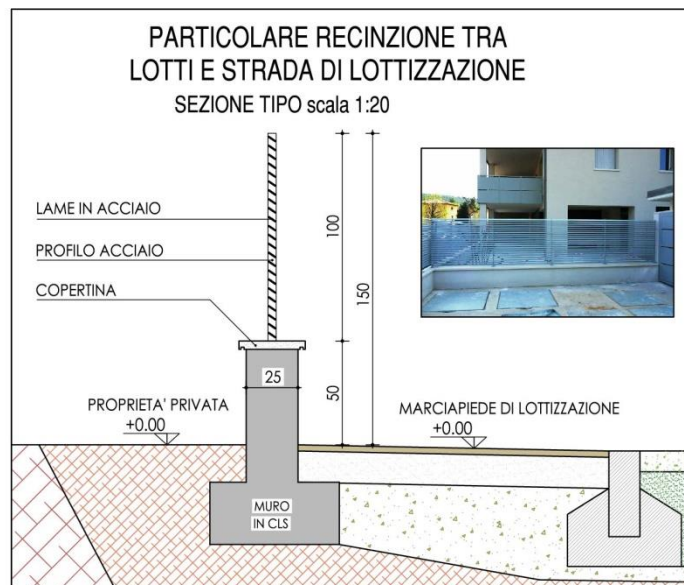 PARTICOLARE RECINZIONE TRA
LOTTI E STRADA DI LOTTIZZAZIONE
SEZIONE TIPO scala 1:20
LAME IN ACCIAIO
PROFILO ACCIAIO
COPERTINA
100
150
50
25
PROPRIETA' PRIVATA
+0.00
MARCIAPIEDE DI LOTTIZZAZIONE
+0.00
MURO
IN CLS